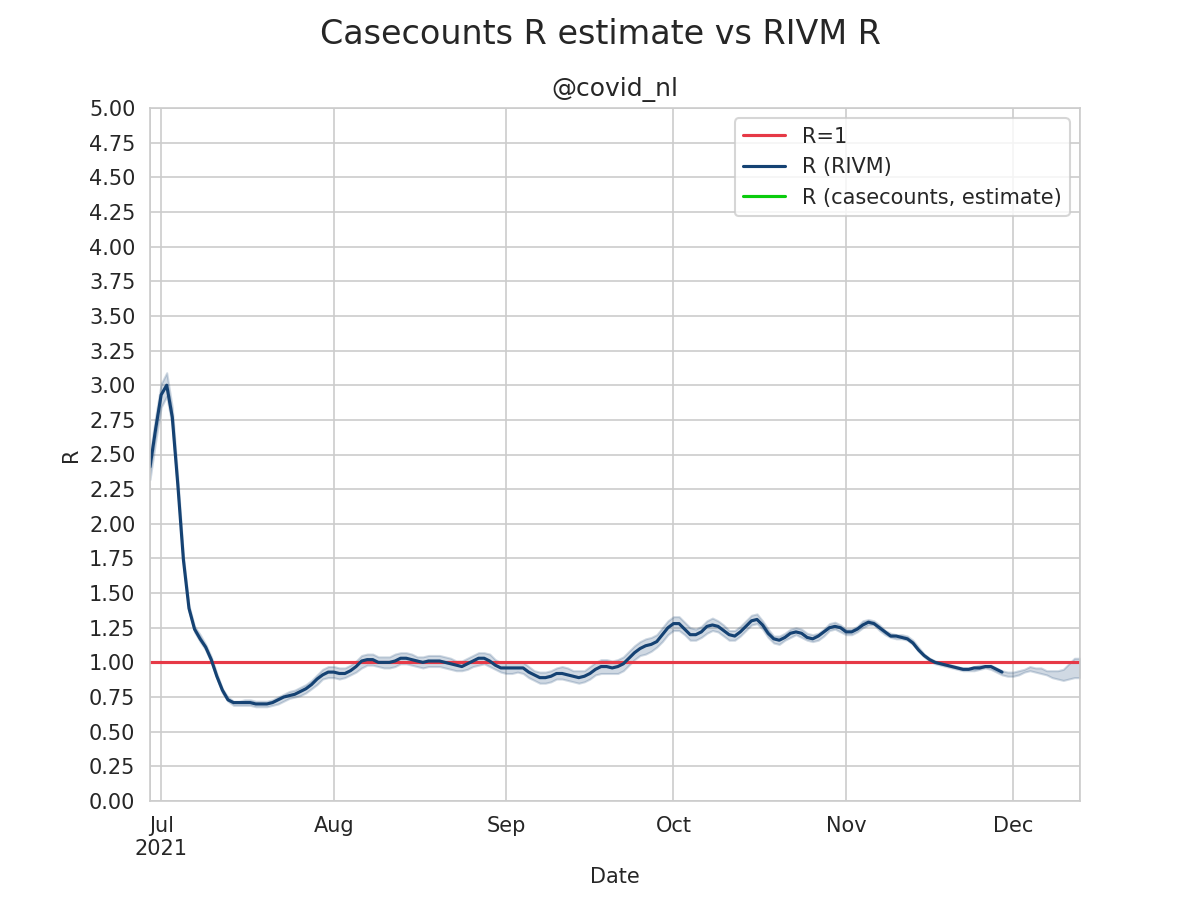 Casecounts R estimate vs RIVM R
@covid_nl
5.00
4.75
4.50
4.25
4.00
3.75
3.50
3.25
3.00
2.75
2.50
2.25
2.00
1.75
1.50
1.25
1.00
0.75
0.50
0.25
0.00
R
R=1
R (RIVM)
R (casecounts, estimate)
Jul Aug Sep Oct Nov Dec
2021
Date